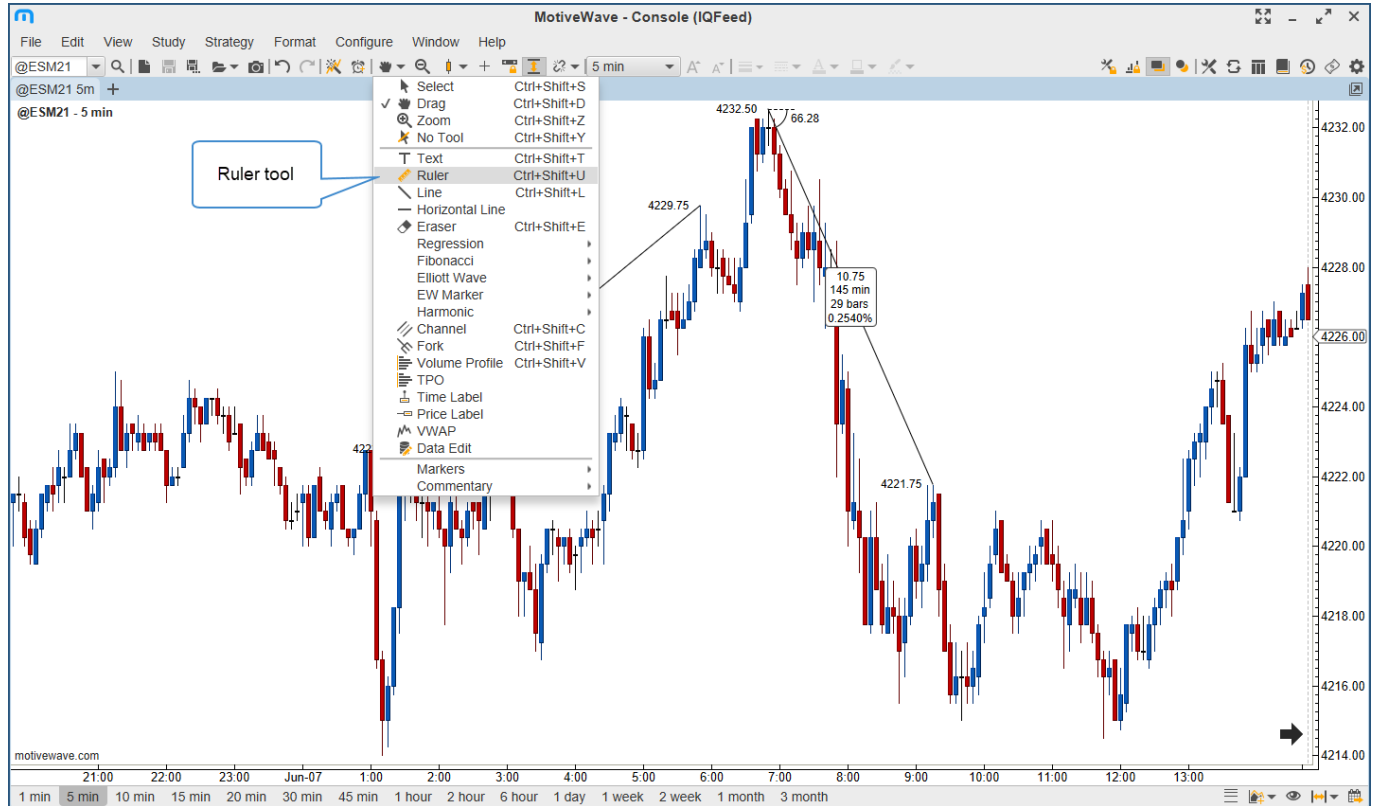 MotiveWave - Console (IQFeed)
File Edit View Study Strategy Format Configure Window Help
@ESM21 5 min
@ESM21 5m
@ESM21 - 5 min
Select Ctrl+Shift+S
Drag Ctrl+Shift+D
Zoom Ctrl+Shift+Z
No Tool Ctrl+Shift+Y
Text Ctrl+Shift+T
Ruler Ctrl+Shift+U
Line Ctrl+Shift+L
Horizontal Line
Eraser Ctrl+Shift+E
Regression
Fibonacci
Elliott Wave
EW Marker
Harmonic
Channel Ctrl+Shift+C
Fork Ctrl+Shift+F
Volume Profile Ctrl+Shift+V
TPO
Time Label
Price Label
VWAP
Data Edit
Markers
Commentary
Ruler tool
4232.50
66.28
4229.75
10.75
145 min
29 bars
0.2540%
422
4221.75
4232.00
4230.00
4228.00
4226.00
4224.00
4222.00
4220.00
4218.00
4216.00
4214.00
motivewave.com
21:00 22:00 23:00 Jun-07 1:00 2:00 3:00 4:00 5:00 6:00 7:00 8:00 9:00 10:00 11:00 12:00 13:00
1 min 5 min 10 min 15 min 20 min 30 min 45 min 1 hour 2 hour 6 hour 1 day 1 week 2 week 1 month 3 month